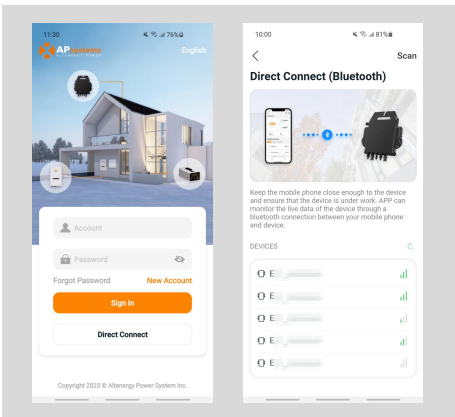 11:30
76%
APsystems
ALTENERGY POWER
English
Account
Password
Forgot Password
New Account
Sign In
Direct Connect
Copyright 2023 © Altenergy Power System Inc.
10:00
81%
Scan
Direct Connect (Bluetooth)
Keep the mobile phone close enough to the device
and ensure that the device is under work. APP can
monitor the live data of the device through a
bluetooth connection between your mobile phone
and device.
DEVICES
E
E
E
E
E